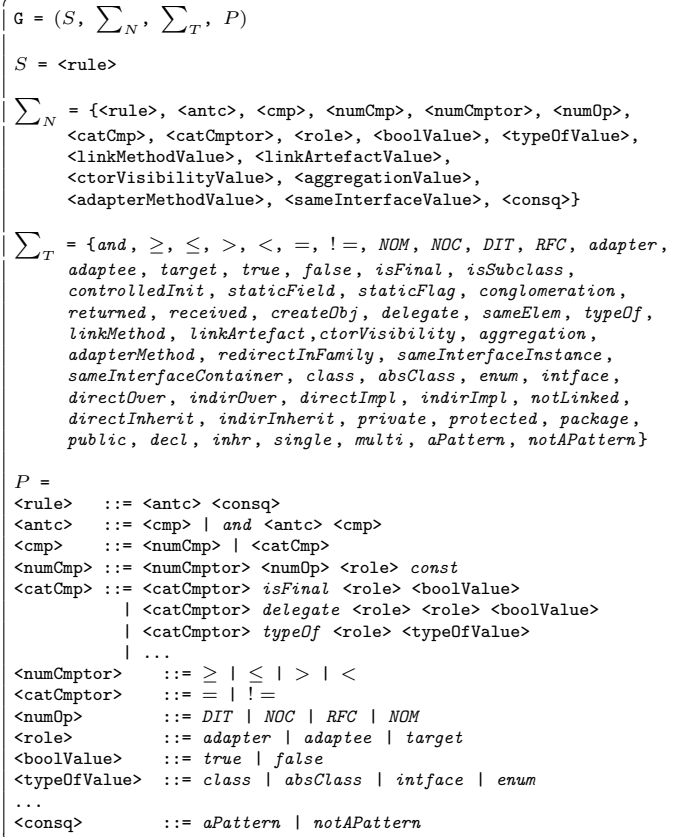 G = (S, ∑N, ∑T, P)
S = <rule>
∑N = {<rule>, <antc>, <cmp>, <numCmp>, <numCmptor>, <numOp>,
<catCmp>, <catCmptor>, <role>, <boolValue>, <typeOfValue>,
<linkMethodValue>, <linkArtefactValue>,
<ctorVisibilityValue>, <aggregationValue>,
<adapterMethodValue>, <sameInterfaceValue>, <consq>}
∑T = {and, ≥, ≤, >, <, =, !=, NOM, NOC, DIT, RFC, adapter,
adaptee, target, true, false, isFinal, isSubclass,
controlledInit, staticField, staticFlag, conglomeration,
returned, received, createObj, delegate, sameElem, typeOf,
linkMethod, linkArtefact,ctorVisibility, aggregation,
adapterMethod, redirectInFamily, sameInterfaceInstance,
sameInterfaceContainer, class, absClass, enum, intface,
directOver, indirOver, directImpl, indirImpl, notLinked,
directInherit, indirInherit, private, protected, package,
public, decl, inhr, single, multi, aPattern, notAPattern}
P =
<rule> ::= <antc> <consq>
<antc> ::= <cmp> | and <antc> <cmp>
<cmp> ::= <numCmp> | <catCmp>
<numCmp> ::= <numCmptor> <numOp> <role> const
<catCmp> ::= <catCmptor> isFinal <role> <boolValue>
| <catCmptor> delegate <role> <role> <boolValue>
| <catCmptor> typeOf <role> <typeOfValue>
| ...
<numCmptor> ::= ≥ | ≤ | > | <
<catCmptor> ::= = | !=
<numOp> ::= DIT | NOC | RFC | NOM
<role> ::= adapter | adaptee | target
<boolValue> ::= true | false
<typeOfValue> ::= class | absClass | intface | enum
...
<consq> ::= aPattern | notAPattern